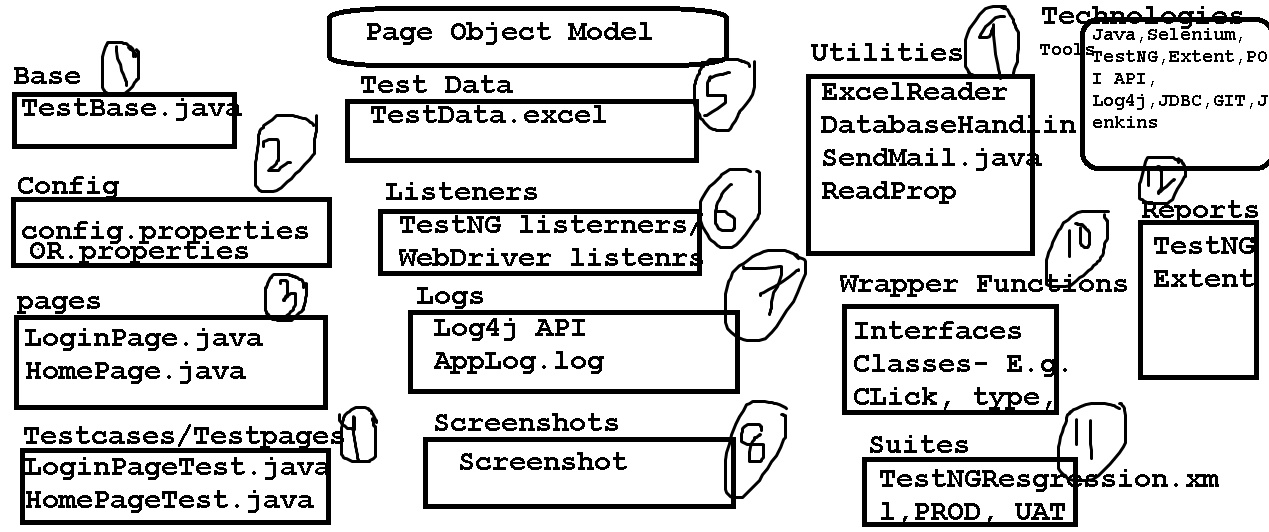 Page Object Model
Base 1
TestBase.java
2
Config
config.properties
OR.properties
3
pages
LoginPage.java
HomePage.java
4
Testcases/Testpages
LoginPageTest.java
HomePageTest.java
5
Test Data
TestData.excel
6
Listeners
TestNG listerners/
WebDriver listenrs
7
Logs
Log4j API
AppLog.log
8
Screenshots
Screenshot
9
Utilities
ExcelReader
DatabaseHandlin
SendMail.java
ReadProp
10
Wrapper Functions
Interfaces
Classes- E.g.
CLick, type,
11
Suites
TestNGResgression.xm
l,PROD, UAT
Technologies
Tools
Java,Selenium,
TestNG,Extent,PO
I API,
Log4j,JDBC,GIT,J
enkins
12
Reports
TestNG
Extent